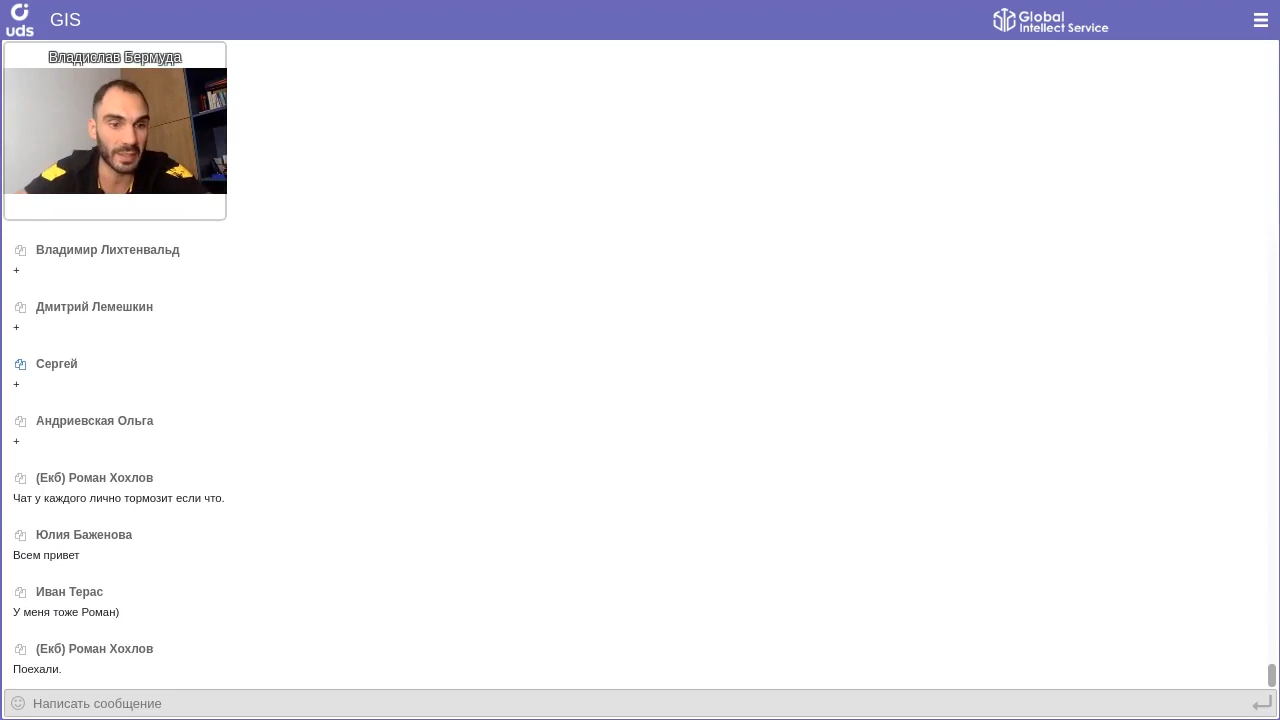 uds
GIS
Global
Intellect Service
Владислав Бермуда
Владимир Лихтенвальд
+
Дмитрий Лемешкин
+
Сергей
+
Андриевская Ольга
+
(Екб) Роман Хохлов
Чат у каждого лично тормозит если что.
Юлия Баженова
Всем привет
Иван Терас
У меня тоже Роман)
(Екб) Роман Хохлов
Поехали.
Написать сообщение